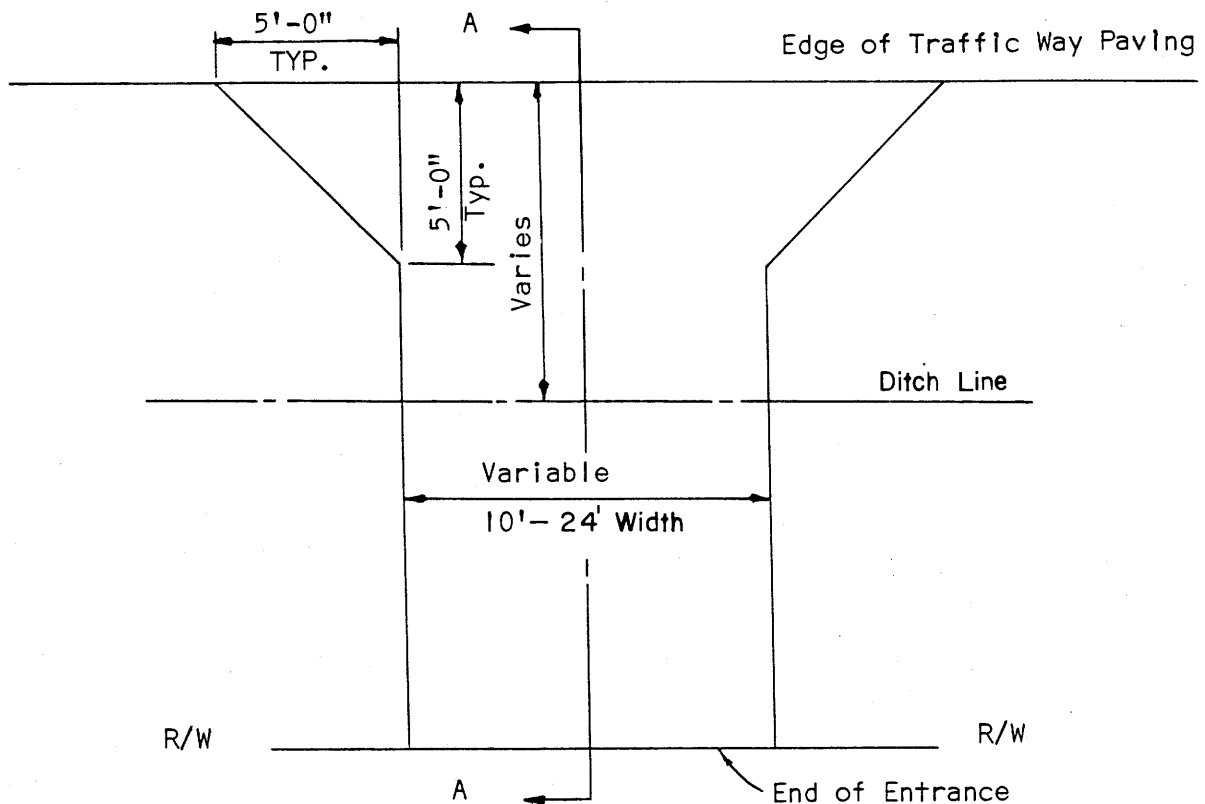 5'-0"
TYP.
A
Edge of Traffic Way Paving
5'-0"
Typ.
Varies
Ditch Line
Variable
10'- 24' Width
R/W
R/W
A
End of Entrance